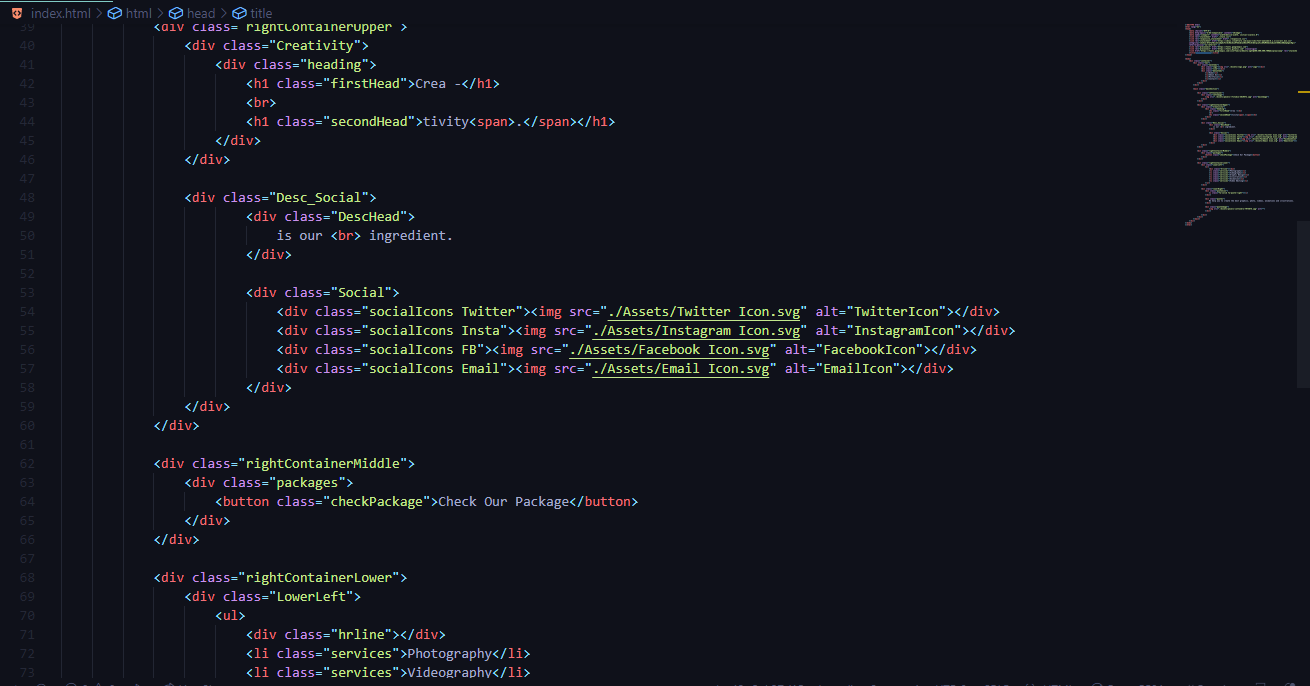 index.html > html > head > title
39 <div class="rightContainerUpper">
40 <div class="Creativity">
41 <div class="heading">
42 <h1 class="firstHead">Crea -</h1>
43 <br>
44 <h1 class="secondHead">tivity<span>.</span></h1>
45 </div>
46 </div>
47
48 <div class="Desc_Social">
49 <div class="DescHead">
50 is our <br> ingredient.
51 </div>
52
53 <div class="Social">
54 <div class="socialIcons Twitter"><img src="./Assets/Twitter Icon.svg" alt="TwitterIcon"></div>
55 <div class="socialIcons Insta"><img src="./Assets/Instagram Icon.svg" alt="InstagramIcon"></div>
56 <div class="socialIcons FB"><img src="./Assets/Facebook Icon.svg" alt="FacebookIcon"></div>
57 <div class="socialIcons Email"><img src="./Assets/Email Icon.svg" alt="EmailIcon"></div>
58 </div>
59 </div>
60 </div>
61
62 <div class="rightContainerMiddle">
63 <div class="packages">
64 <button class="checkPackage">Check Our Package</button>
65 </div>
66 </div>
67
68 <div class="rightContainerLower">
69 <div class="LowerLeft">
70 <ul>
71 <div class="hrline"></div>
72 <li class="services">Photography</li>
73 <li class="services">Videography</li>